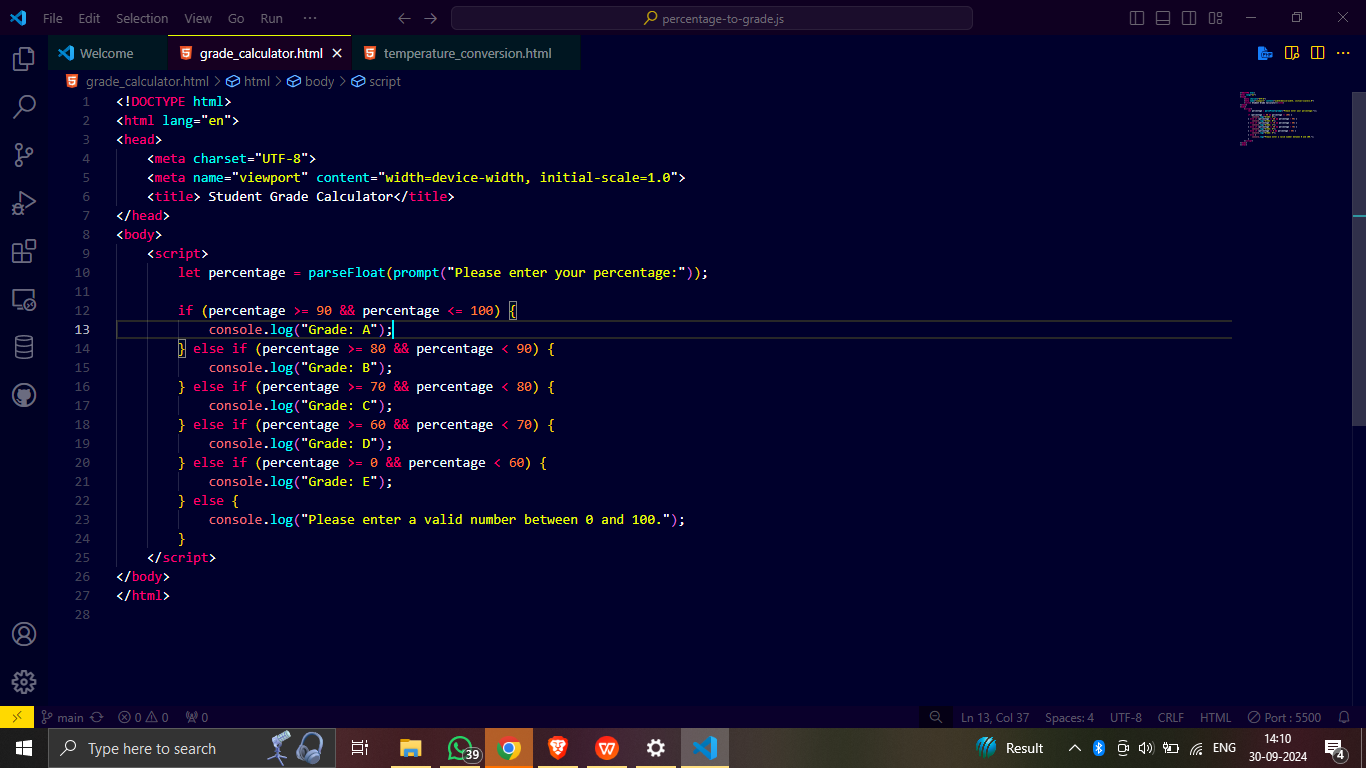 File Edit Selection View Go Run ···
percentage-to-grade.js
Welcome
grade_calculator.html
temperature_conversion.html
grade_calculator.html > html > body > script
1 <!DOCTYPE html>
2 <html lang="en">
3 <head>
4     <meta charset="UTF-8">
5     <meta name="viewport" content="width=device-width, initial-scale=1.0">
6     <title> Student Grade Calculator</title>
7 </head>
8 <body>
9     <script>
10         let percentage = parseFloat(prompt("Please enter your percentage:"));
11
12         if (percentage >= 90 && percentage <= 100) {
13             console.log("Grade: A");
14         } else if (percentage >= 80 && percentage < 90) {
15             console.log("Grade: B");
16         } else if (percentage >= 70 && percentage < 80) {
17             console.log("Grade: C");
18         } else if (percentage >= 60 && percentage < 70) {
19             console.log("Grade: D");
20         } else if (percentage >= 0 && percentage < 60) {
21             console.log("Grade: E");
22         } else {
23             console.log("Please enter a valid number between 0 and 100.");
24         }
25     </script>
26 </body>
27 </html>
28
main 0 0 0 Ln 13, Col 37 Spaces: 4 UTF-8 CRLF HTML Port : 5500
Type here to search 39 Result ENG
14:10
30-09-2024
4